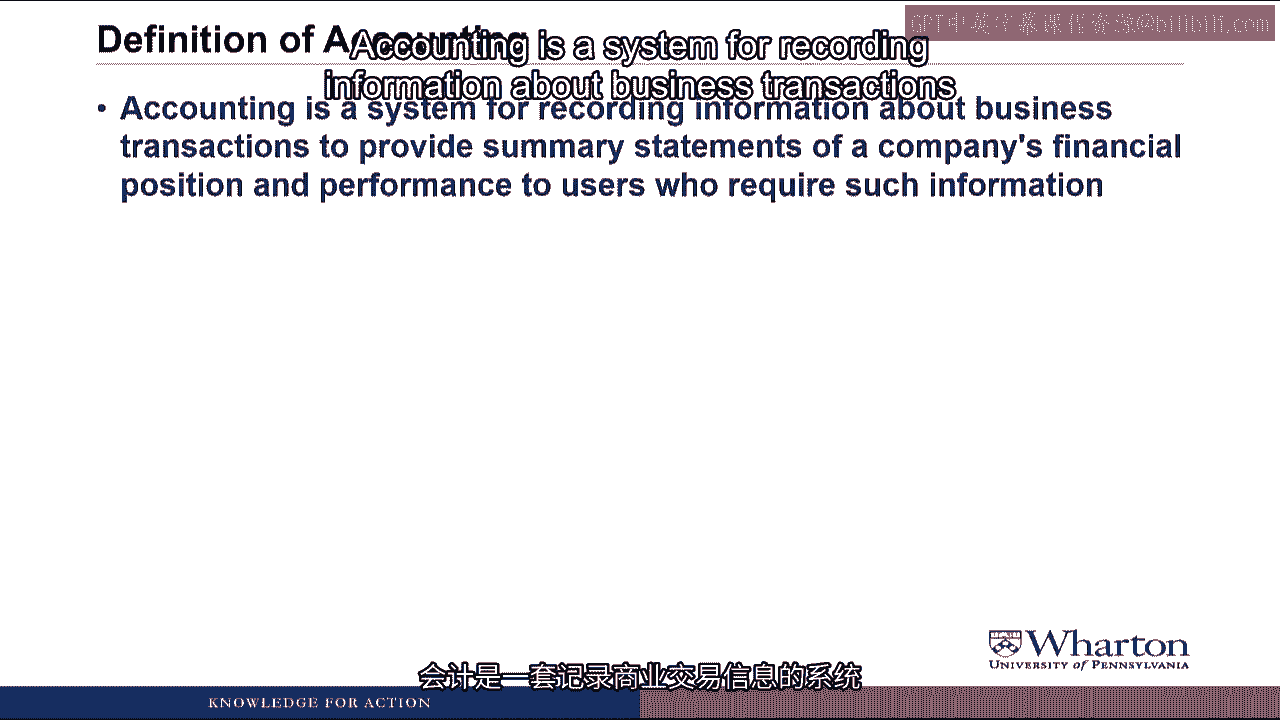 GPT中英字幕课程资源@bilibili.com
Definition of Accounting
Accounting is a system for recording
information about business transactions
• Accounting is a system for recording information about business
transactions to provide summary statements of a company's financial
position and performance to users who require such information
Wharton
UNIVERSITY of PENNSYLVANIA
会计是一套记录商业交易信息的系统
KNOWLEDGE FOR ACTION